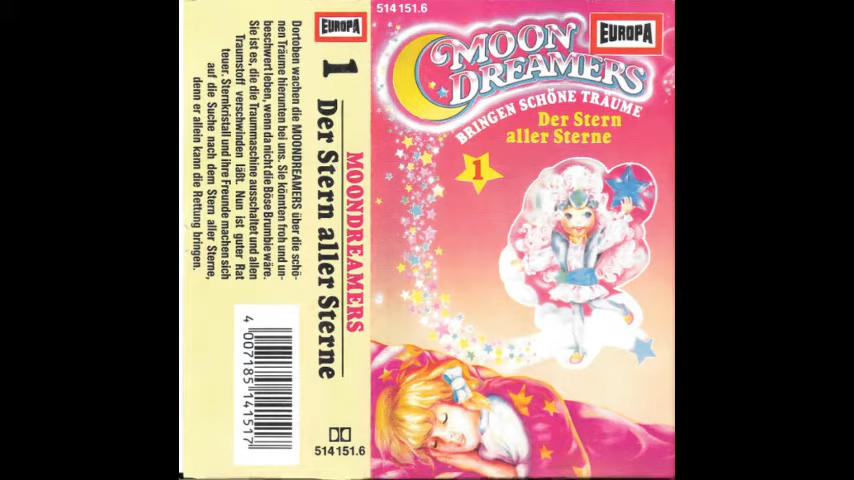 Dort oben wachen die MOONDREAMERS über die schö-
nen Träume hier unten bei uns. Sie könnten froh und un-
beschwert leben, wenn da nicht die Böse Brumbie wäre.
Sie ist es, die die Traummaschine ausschaltet und allen
Traumstoff verschwinden läßt. Nun ist guter Rat
teuer. Sternkristall und ihre Freunde machen sich
auf die Suche nach dem Stern aller Sterne,
denn er allein kann die Rettung bringen.
EUROPA
1
MOONDREAMERS
Der Stern aller Sterne
4 007185 141517
514 151.6
514 151.6
EUROPA
MOON
DREAMERS
BRINGEN SCHÖNE TRÄUME
Der Stern
aller Sterne
1